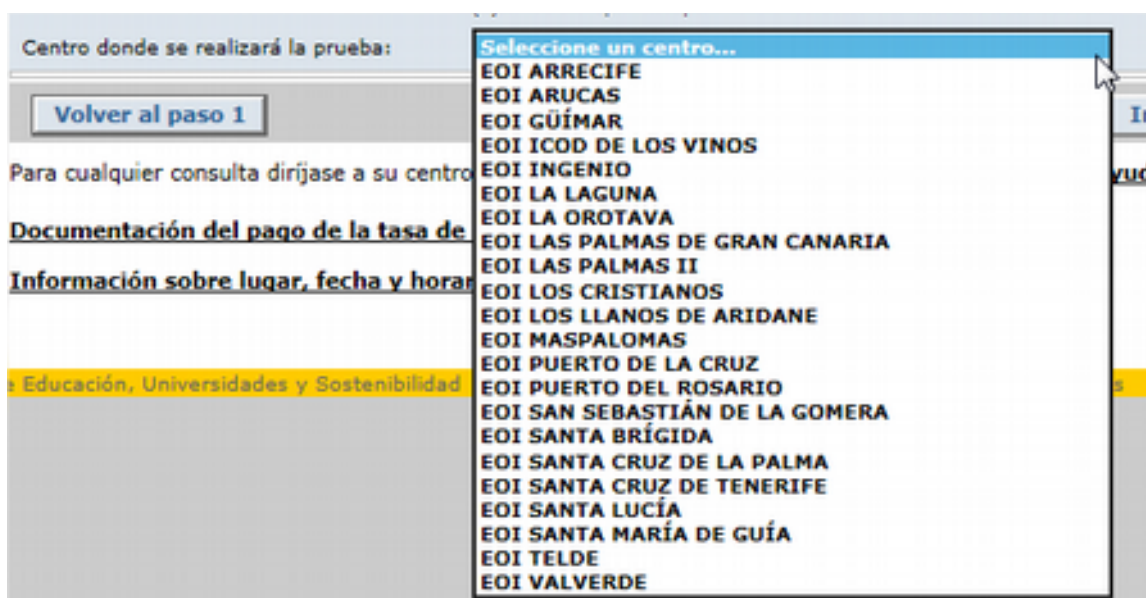 Centro donde se realizará la prueba:
Seleccione un centro...
EOI ARRECIFE
EOI ARUCAS
EOI GÜÍMAR
EOI ICOD DE LOS VINOS
EOI INGENIO
EOI LA LAGUNA
EOI LA OROTAVA
EOI LAS PALMAS DE GRAN CANARIA
EOI LAS PALMAS II
EOI LOS CRISTIANOS
EOI LOS LLANOS DE ARIDANE
EOI MASPALOMAS
EOI PUERTO DE LA CRUZ
EOI PUERTO DEL ROSARIO
EOI SAN SEBASTIÁN DE LA GOMERA
EOI SANTA BRÍGIDA
EOI SANTA CRUZ DE LA PALMA
EOI SANTA CRUZ DE TENERIFE
EOI SANTA LUCÍA
EOI SANTA MARÍA DE GUÍA
EOI TELDE
EOI VALVERDE
Volver al paso 1
Para cualquier consulta diríjase a su centro
Documentación del pago de la tasa de
Información sobre lugar, fecha y horar
e Educación, Universidades y Sostenibilidad